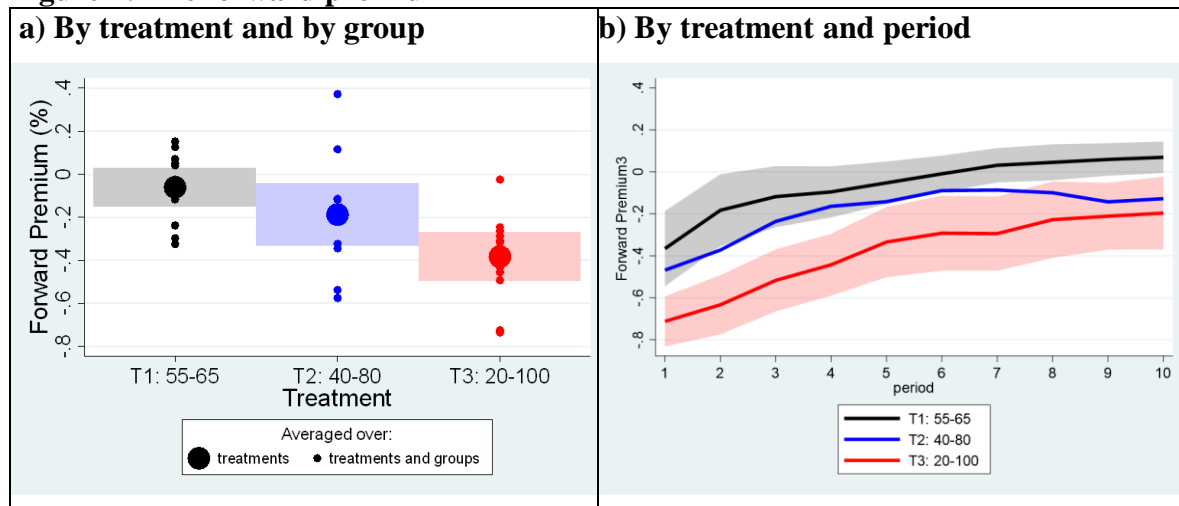 a) By treatment and by group
Forward Premium (%)
.4
.2
0
-.2
-.4
-.6
-.8
T1: 55-65 T2: 40-80 T3: 20-100
Treatment
Averaged over:
treatments treatments and groups
b) By treatment and period
Forward Premium3
.4
.2
0
-.2
-.4
-.6
-.8
1 2 3 4 5 6 7 8 9 10
period
T1: 55-65
T2: 40-80
T3: 20-100